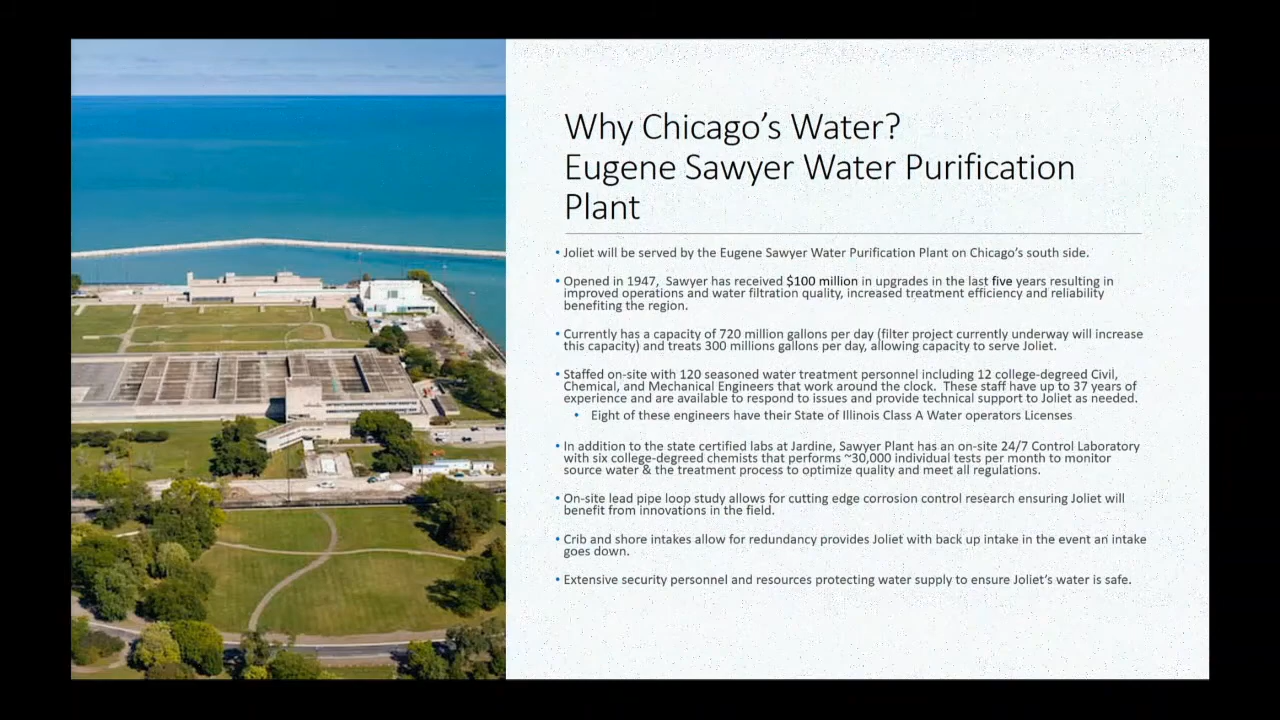 Why Chicago's Water?
Eugene Sawyer Water Purification
Plant
• Joliet will be served by the Eugene Sawyer Water Purification Plant on Chicago's south side.
• Opened in 1947, Sawyer has received $100 million in upgrades in the last five years resulting in
improved operations and water filtration quality, increased treatment efficiency and reliability
benefiting the region.
• Currently has a capacity of 720 million gallons per day (filter project currently underway will increase
this capacity) and treats 300 millions gallons per day, allowing capacity to serve Joliet.
• Staffed on-site with 120 seasoned water treatment personnel including 12 college-degreed Civil,
Chemical, and Mechanical Engineers that work around the clock. These staff have up to 37 years of
experience and are available to respond to issues and provide technical support to Joliet as needed.
• Eight of these engineers have their State of Illinois Class A Water operators Licenses
• In addition to the state certified labs at Jardine, Sawyer Plant has an on-site 24/7 Control Laboratory
with six college-degreed chemists that performs ~30,000 individual tests per month to monitor
source water & the treatment process to optimize quality and meet all regulations.
• On-site lead pipe loop study allows for cutting edge corrosion control research ensuring Joliet will
benefit from innovations in the field.
• Crib and shore intakes allow for redundancy provides Joliet with back up intake in the event an intake
goes down.
• Extensive security personnel and resources protecting water supply to ensure Joliet's water is safe.